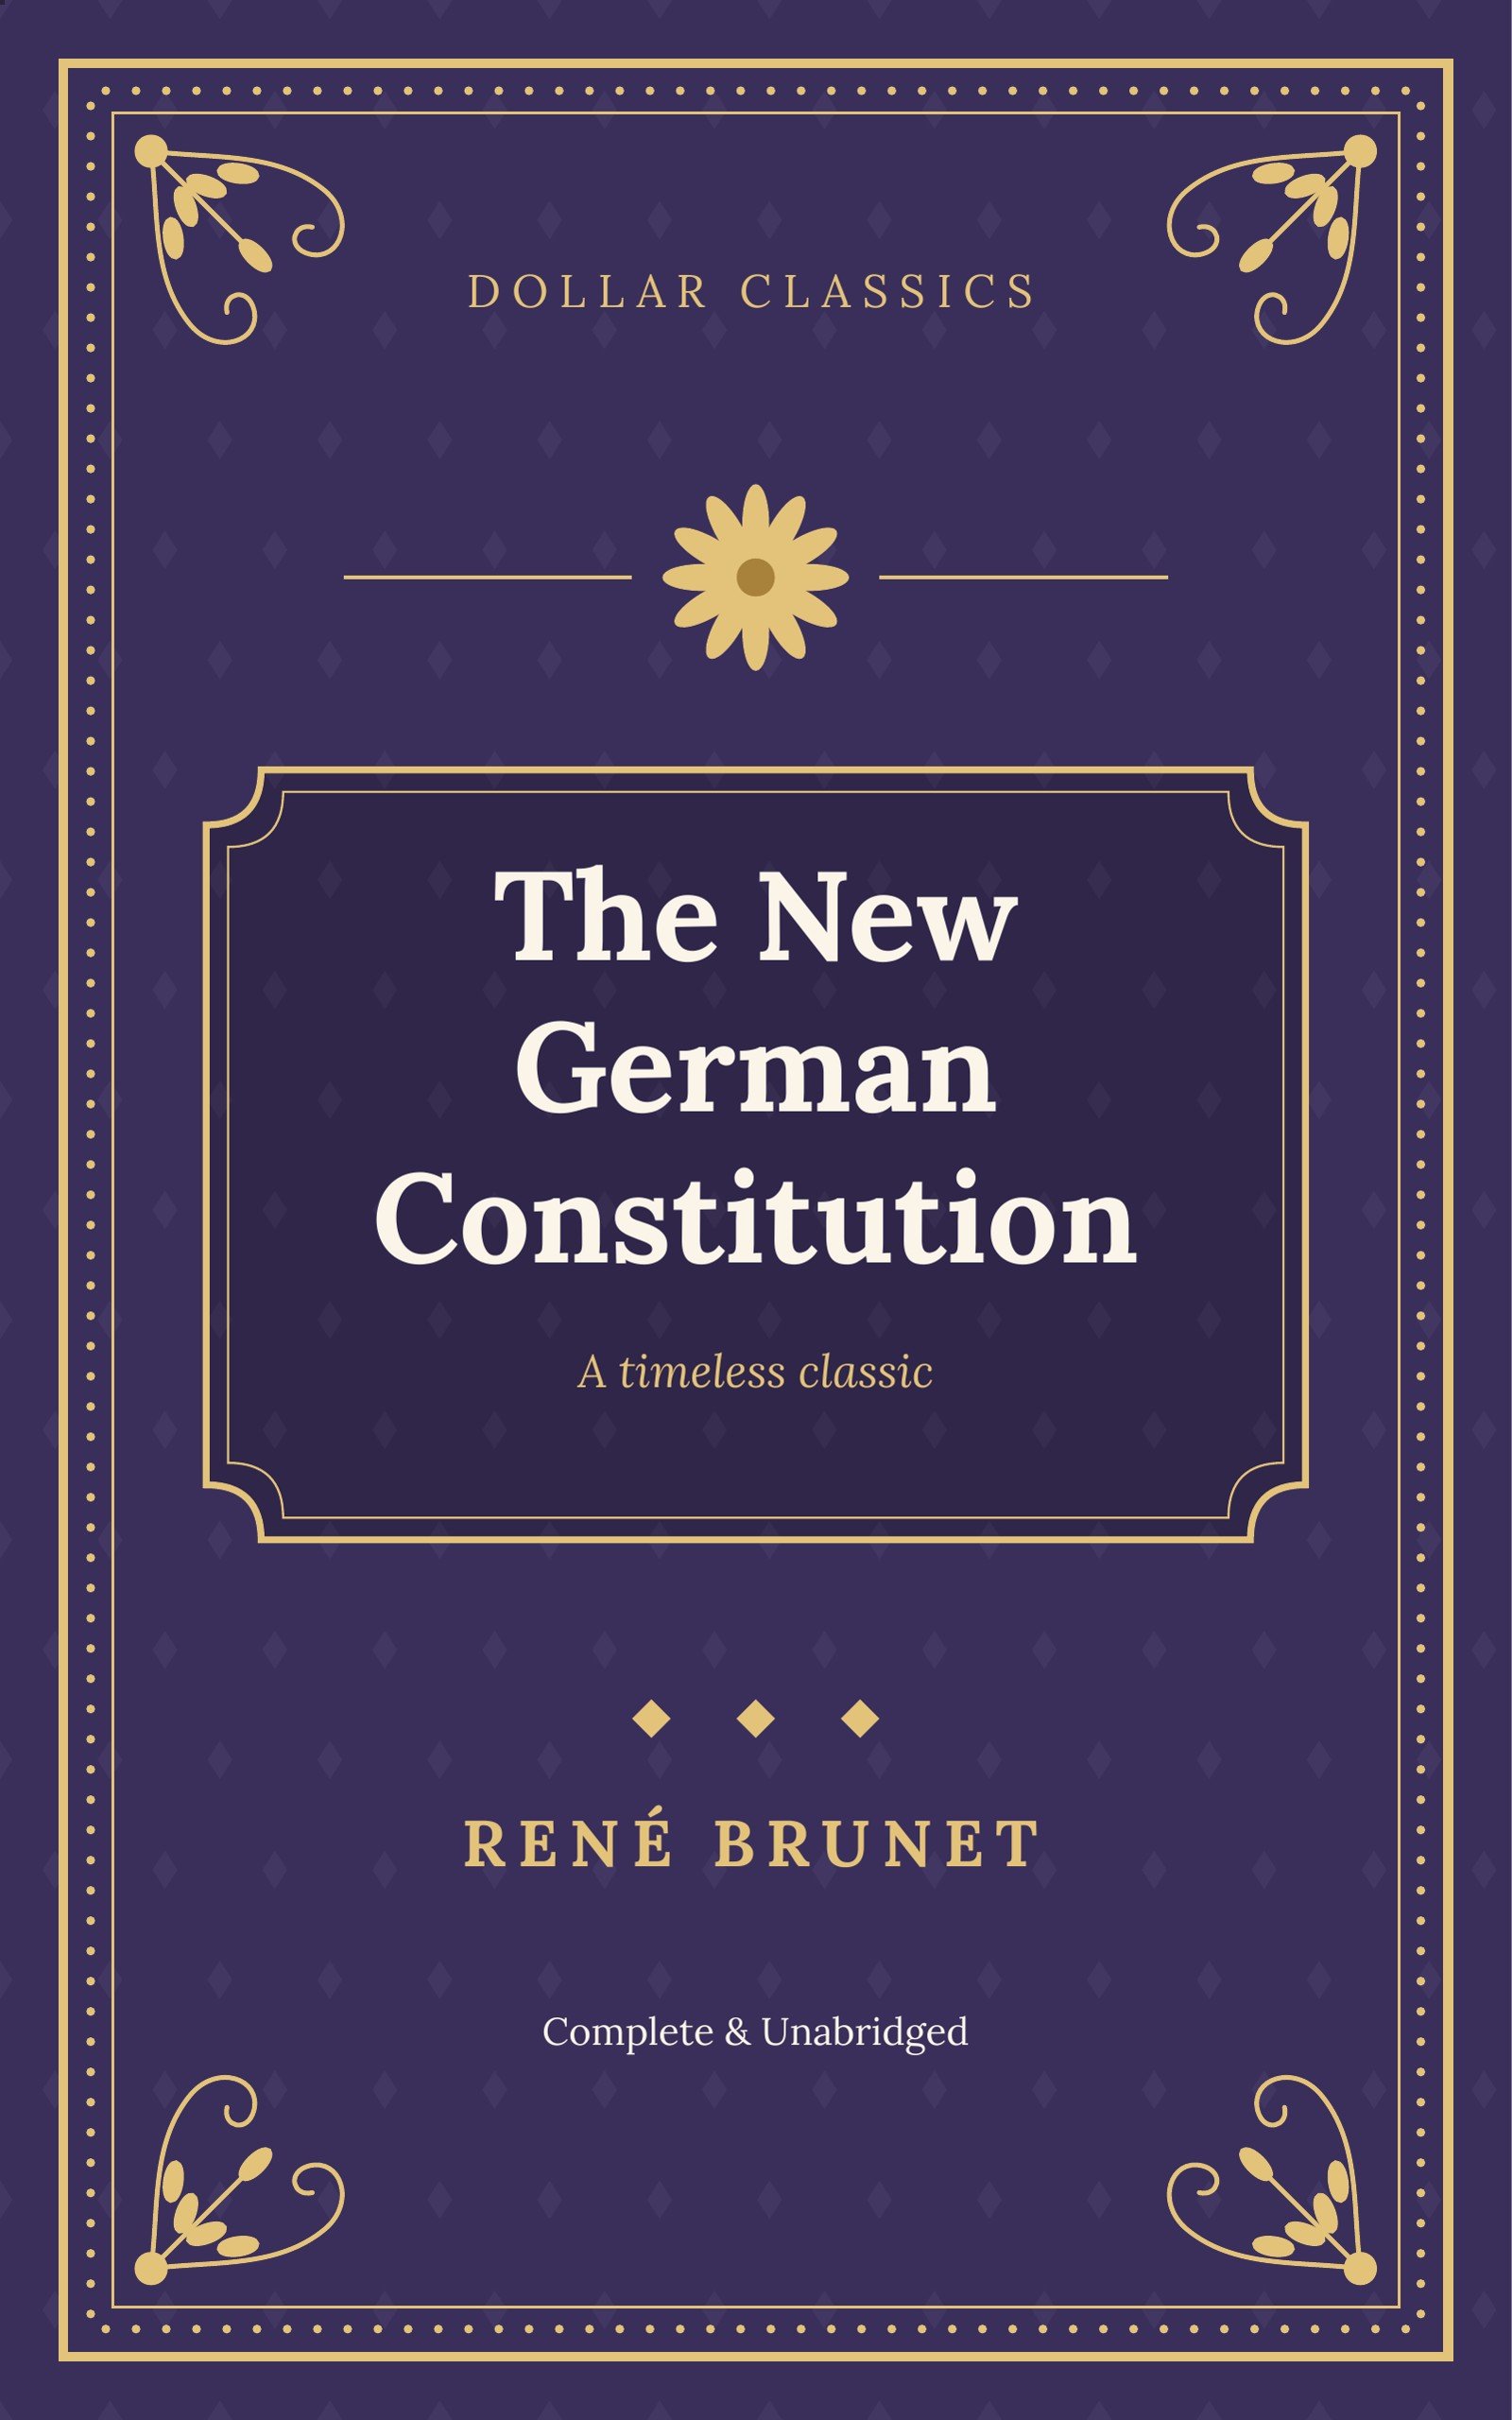 DOLLAR CLASSICS
The New
German
Constitution
A timeless classic
RENÉ BRUNET
Complete & Unabridged